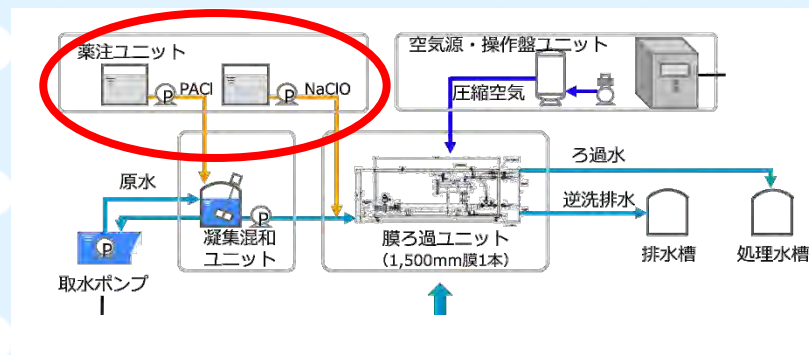 薬注ユニット
PACl
NaClO
空気源・操作盤ユニット
圧縮空気
原水
P
P
P
P
凝集混和
ユニット
取水ポンプ
膜ろ過ユニット
（1,500mm膜1本）
ろ過水
逆洗排水
排水槽
処理水槽